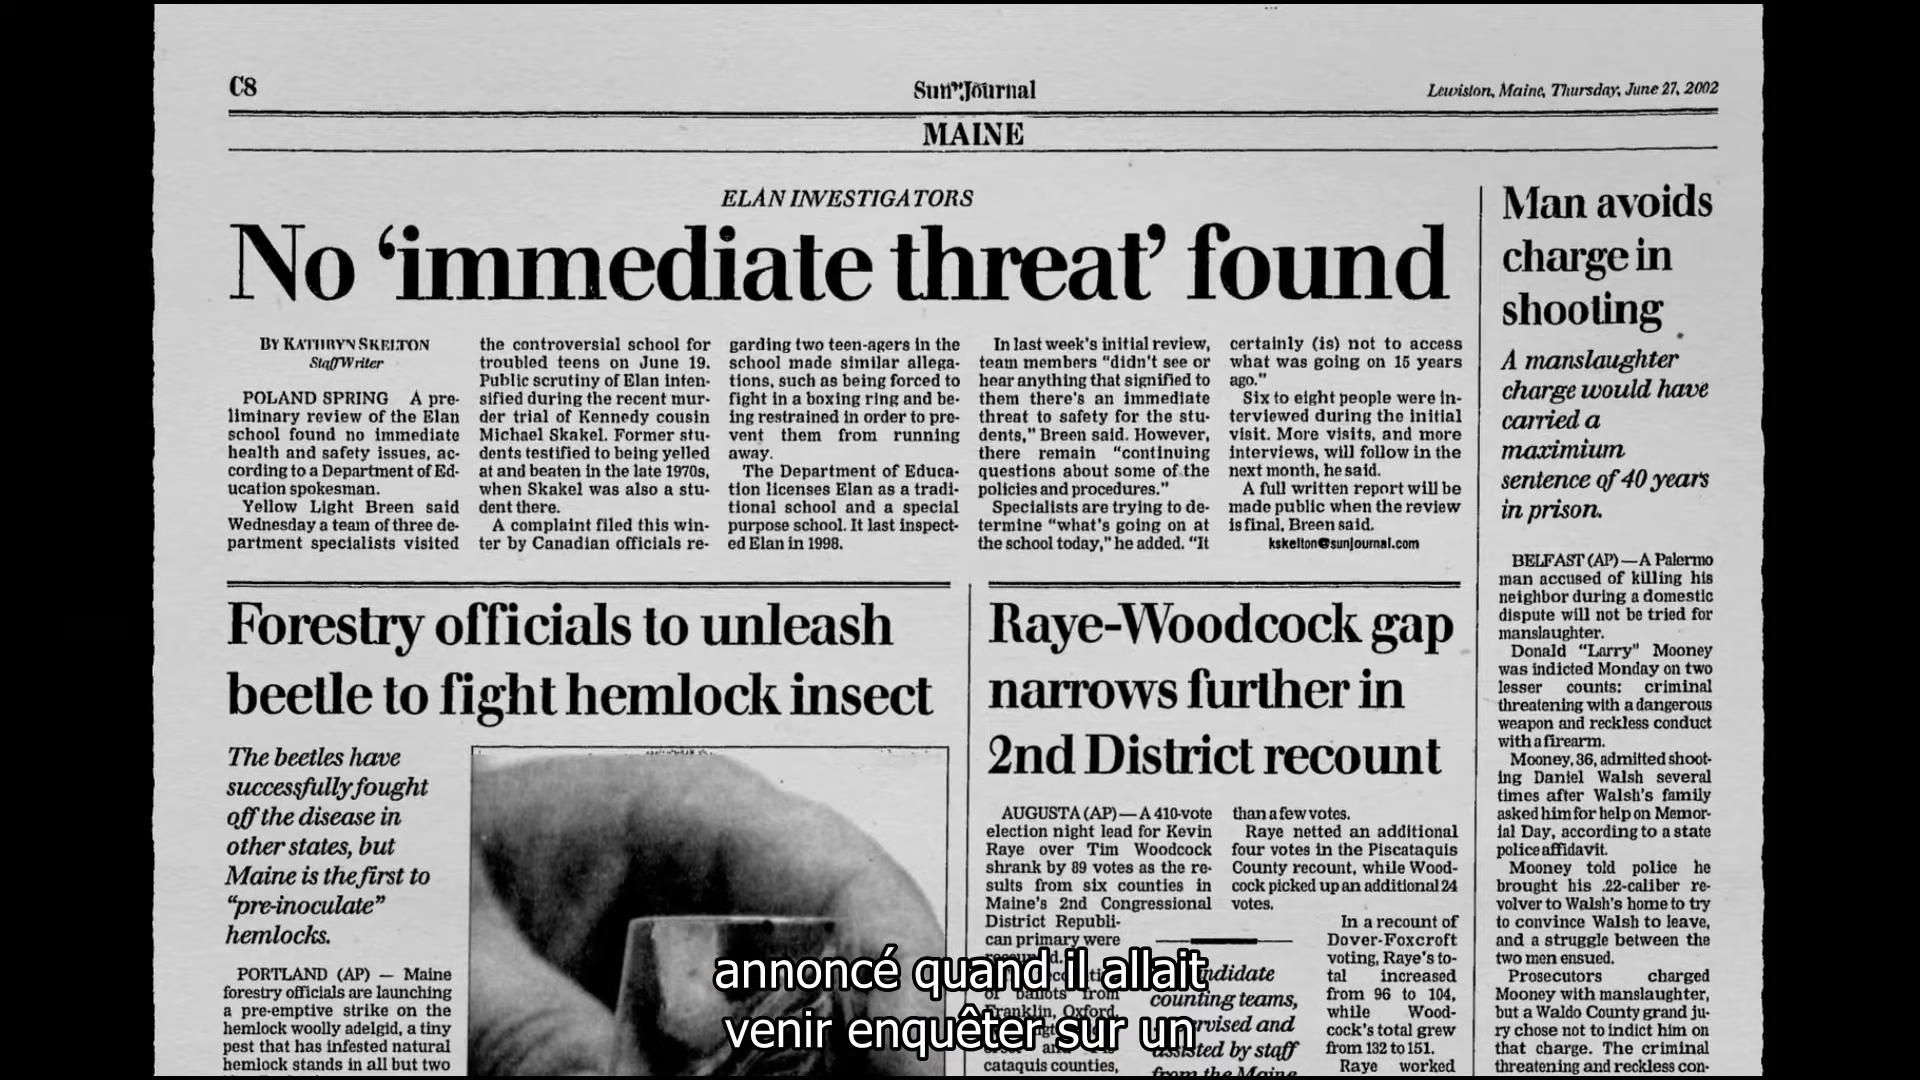 C8
Sun Journal
Lewiston, Maine, Thursday, June 27, 2002
MAINE
ELAN INVESTIGATORS
No ‘immediate threat’ found
BY KATHRYN SKELTON
Staff Writer
POLAND SPRING A pre-
liminary review of the Elan
school found no immediate
health and safety issues, ac-
cording to a Department of Ed-
ucation spokesman.
Yellow Light Breen said
Wednesday a team of three de-
partment specialists visited
the controversial school for
troubled teens on June 19.
Public scrutiny of Elan inten-
sified during the recent mur-
der trial of Kennedy cousin
Michael Skakel. Former stu-
dents testified to being yelled
at and beaten in the late 1970s,
when Skakel was also a stu-
dent there.
A complaint filed this win-
ter by Canadian officials re-
garding two teen-agers in the
school made similar allega-
tions, such as being forced to
fight in a boxing ring and be-
ing restrained in order to pre-
vent them from running
away.
The Department of Educa-
tion licenses Elan as a tradi-
tional school and a special
purpose school. It last inspect-
ed Elan in 1998.
In last week's initial review,
team members "didn't see or
hear anything that signified to
them there's an immediate
threat to safety for the stu-
dents," Breen said. However,
there remain "continuing
questions about some of the
policies and procedures."
Specialists are trying to de-
termine "what's going on at
the school today," he added. "It
certainly (is) not to access
what was going on 15 years
ago."
Six to eight people were in-
terviewed during the initial
visit. More visits, and more
interviews, will follow in the
next month, he said.
A full written report will be
made public when the review
is final, Breen said.
kskelton@sunjournal.com
Man avoids
charge in
shooting
A manslaughter
charge would have
carried a
maximium
sentence of 40 years
in prison.
BELFAST (AP) — A Palermo
man accused of killing his
neighbor during a domestic
dispute will not be tried for
manslaughter.
Donald "Larry" Mooney
was indicted Monday on two
lesser counts: criminal
threatening with a dangerous
weapon and reckless conduct
with a firearm.
Mooney, 36, admitted shoot-
ing Daniel Walsh several
times after Walsh's family
asked him for help on Memor-
ial Day, according to a state
police affidavit.
Mooney told police he
brought his .22-caliber re-
volver to Walsh's home to try
to convince Walsh to leave,
and a struggle between the
two men ensued.
Prosecutors charged
Mooney with manslaughter,
but a Waldo County grand ju-
ry chose not to indict him on
that charge. The criminal
threatening and reckless con-
Forestry officials to unleash
beetle to fight hemlock insect
The beetles have
successfully fought
off the disease in
other states, but
Maine is the first to
“pre-inoculate”
hemlocks.
PORTLAND (AP) — Maine
forestry officials are launching
a pre-emptive strike on the
hemlock woolly adelgid, a tiny
pest that has infested natural
hemlock stands in all but two
Raye-Woodcock gap
narrows further in
2nd District recount
AUGUSTA (AP) — A 410-vote
election night lead for Kevin
Raye over Tim Woodcock
shrank by 89 votes as the re-
sults from six counties in
Maine's 2nd Congressional
District Republi-
can primary were
of ballots from
Franklin, Oxford,
cataquis counties,
than a few votes.
Raye netted an additional
four votes in the Piscataquis
County recount, while Wood-
cock picked up an additional 24
votes.
counting teams,
assisted by staff
from the Maine
In a recount of
Dover-Foxcroft
voting, Raye's to-
tal increased
from 96 to 104,
while Wood-
cock's total grew
from 132 to 151.
Raye worked
annoncé quand il allait
venir enquêter sur un